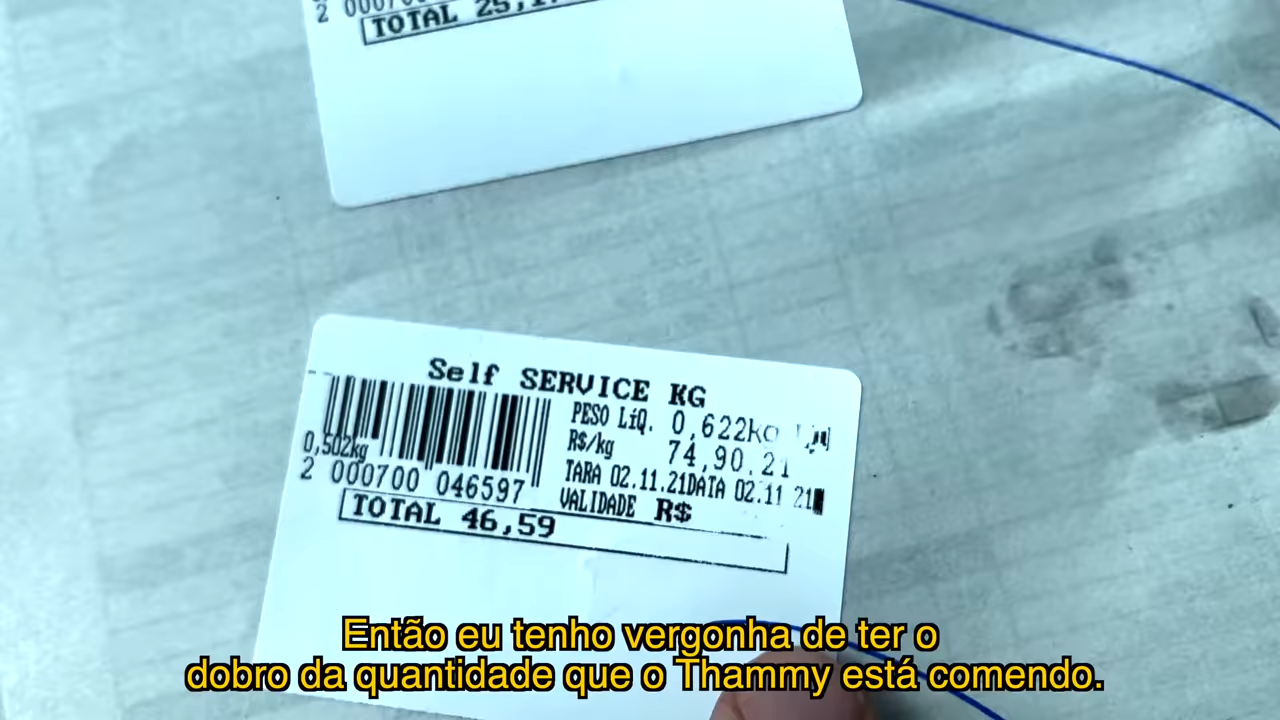 2
TOTAL 25,1
Self SERVICE KG
PESO LíQ. 0,622kg
R$/kg 74,90.21
0,502kg
TARA 02.11.21DATA 02.11 21
2 000700 046597
VALIDADE R$
TOTAL 46,59
Então eu tenho vergonha de ter o
dobro da quantidade que o Thammy está comendo.